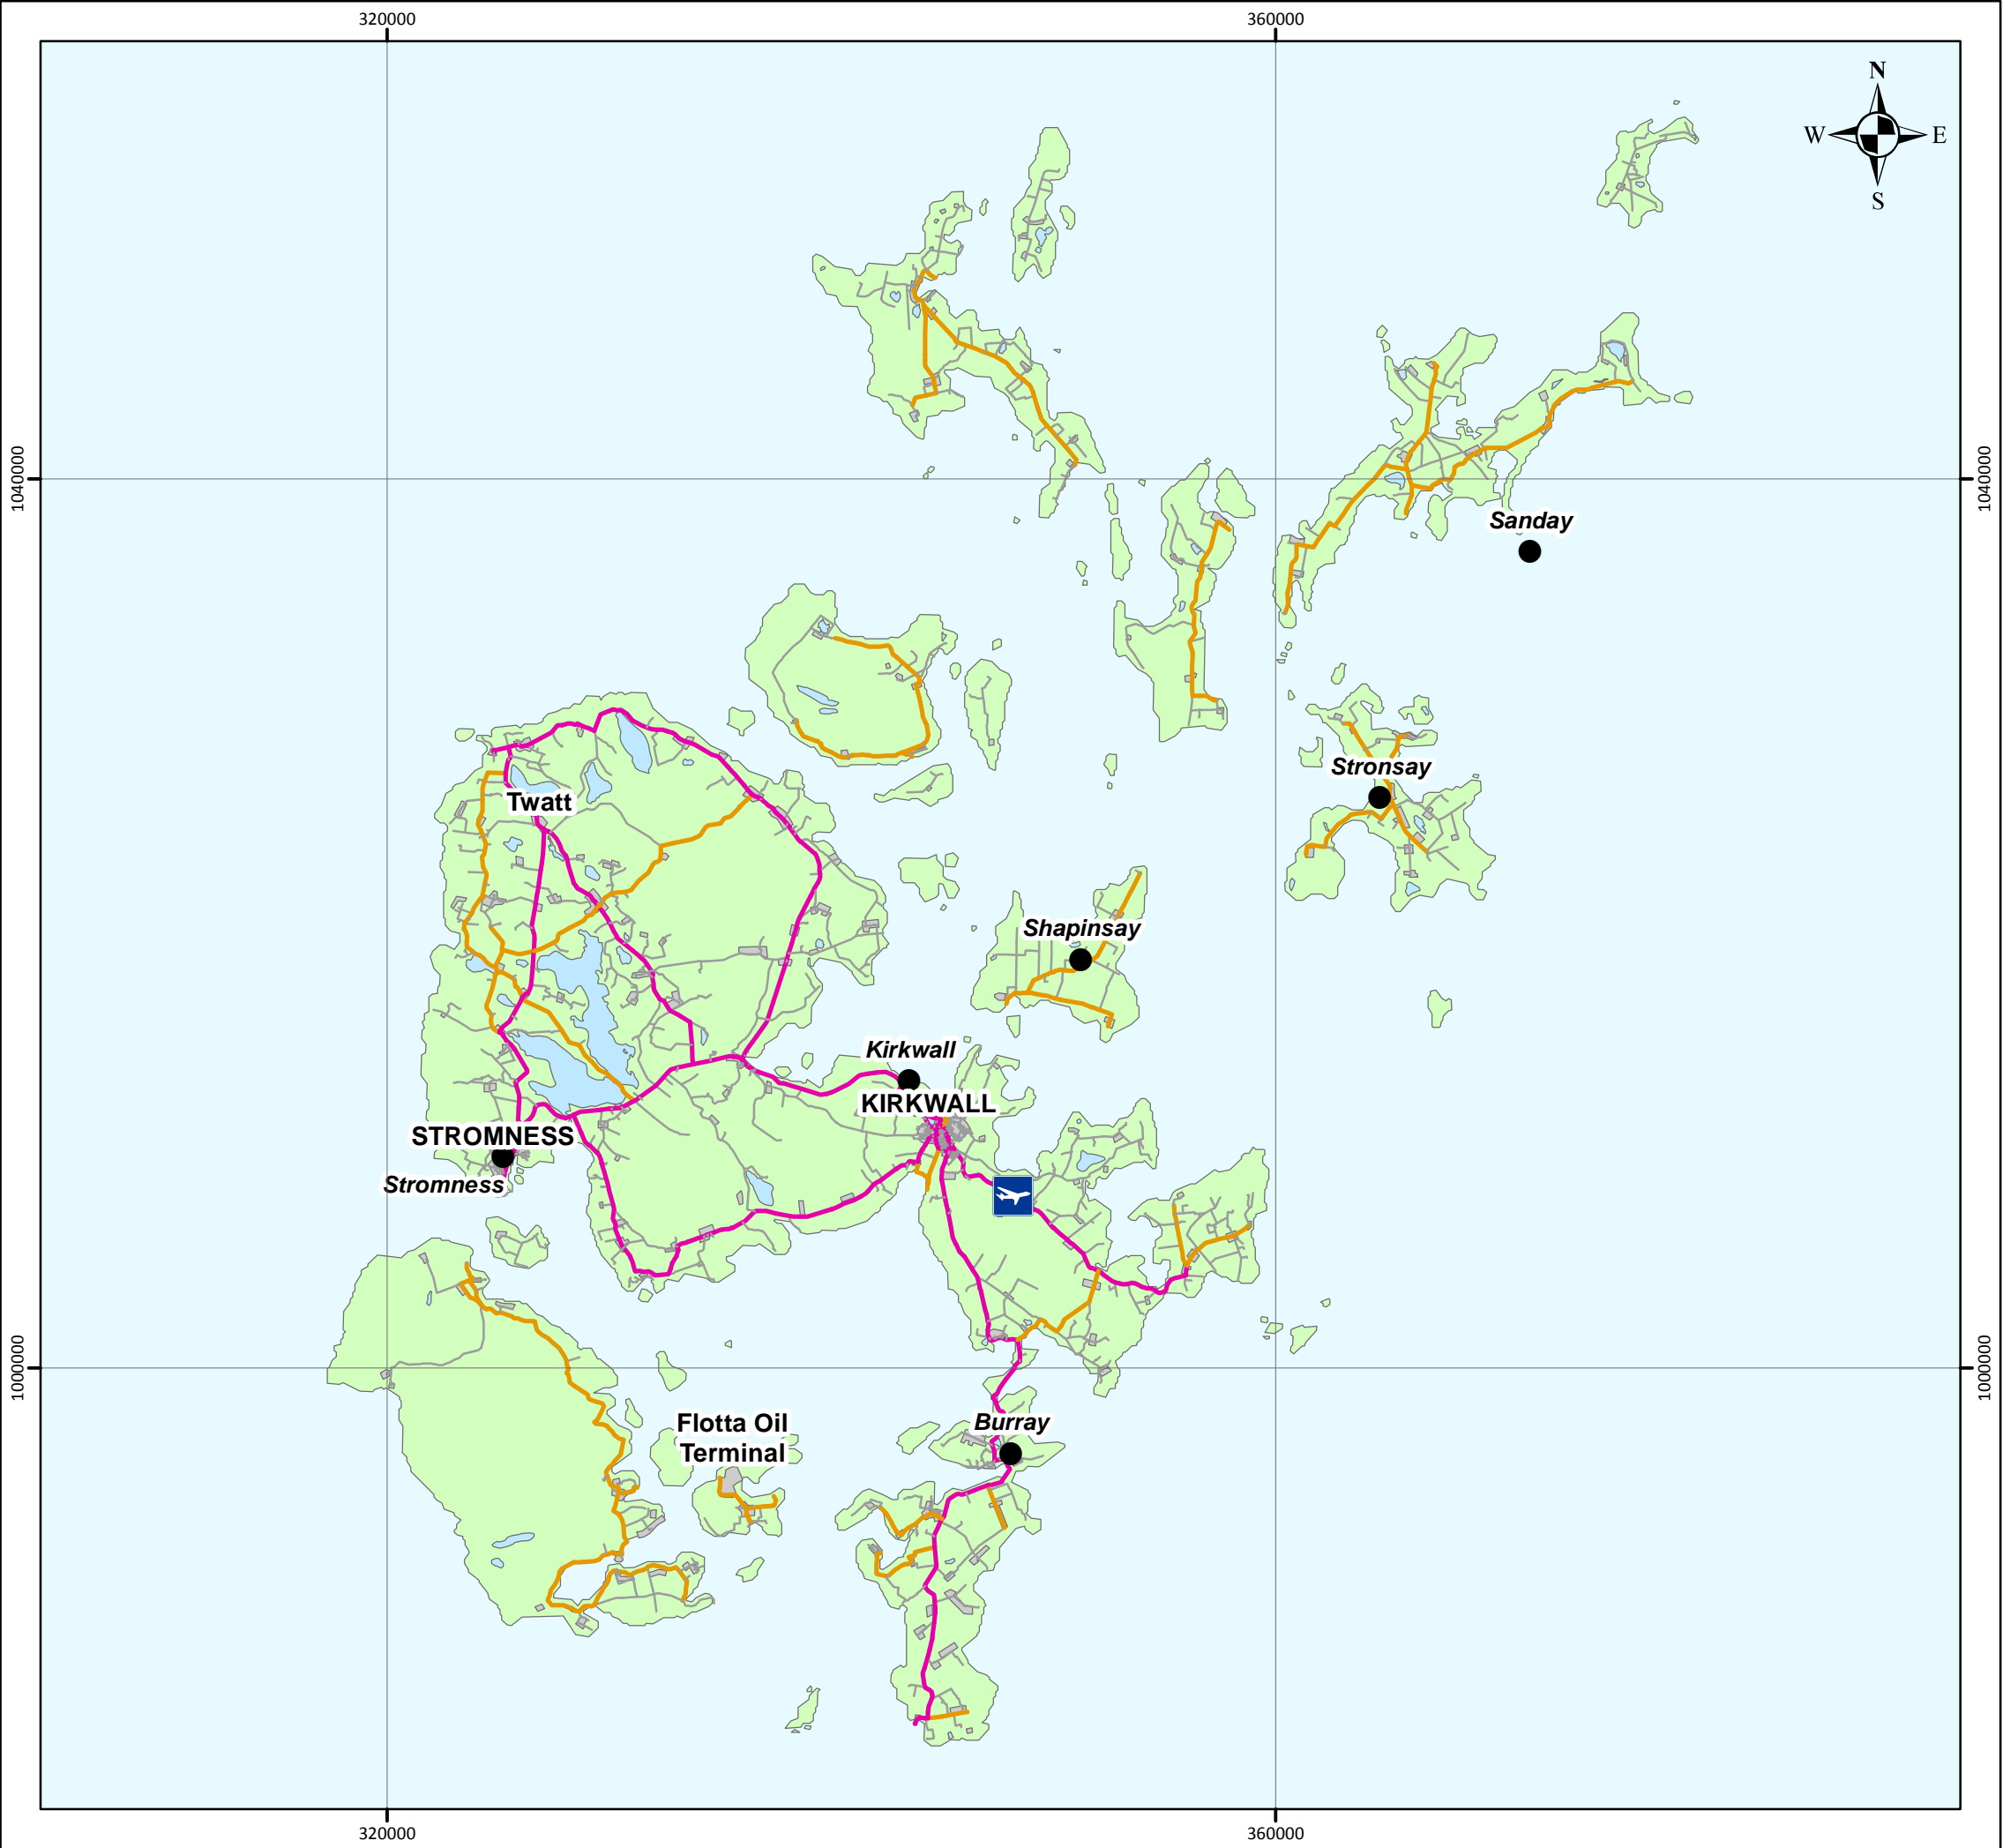 320000
360000
N
W
E
S
1040000
1040000
Sanday
Stronsay
Twatt
Shapinsay
Kirkwall
KIRKWALL
STROMNESS
Stromness
1000000
1000000
Flotta Oil
Terminal
Burray
320000
360000